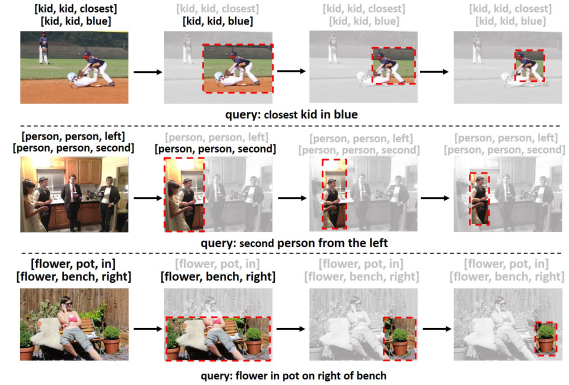 [kid, kid, closest] [kid, kid, closest] [kid, kid, closest] [kid, kid, closest]
[kid, kid, blue] [kid, kid, blue] [kid, kid, blue] [kid, kid, blue]
query: closest kid in blue
[person, person, left] [person, person, left] [person, person, left] [person, person, left]
[person, person, second] [person, person, second] [person, person, second] [person, person, second]
query: second person from the left
[flower, pot, in] [flower, pot, in] [flower, pot, in] [flower, pot, in]
[flower, bench, right] [flower, bench, right] [flower, bench, right] [flower, bench, right]
query: flower in pot on right of bench